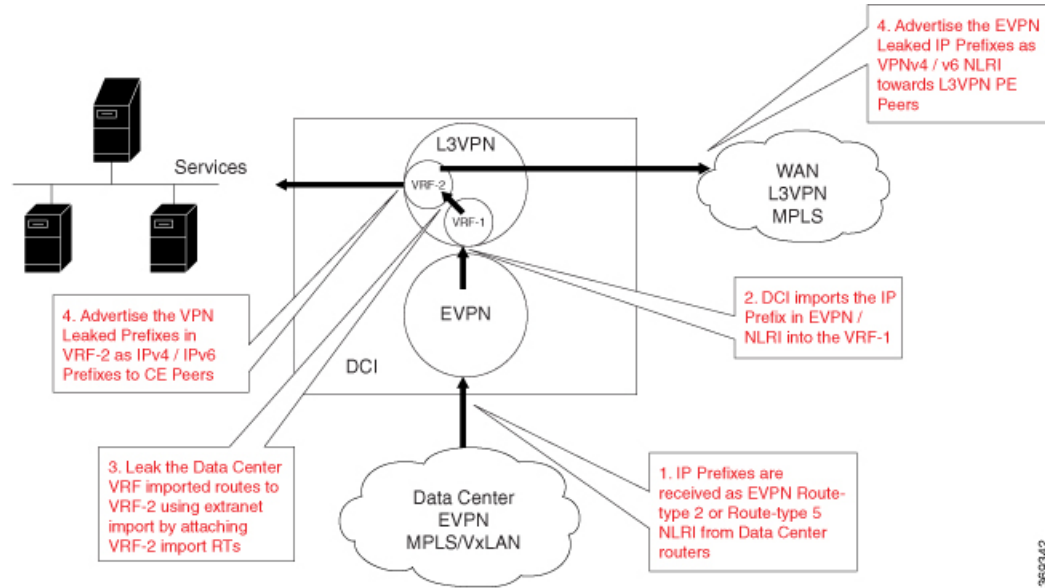 4. Advertise the EVPN
Leaked IP Prefixes as
VPNv4 / v6 NLRI
towards L3VPN PE
Peers
L3VPN
Services
VRF-2
VRF-1
WAN
L3VPN
MPLS
4. Advertise the VPN
Leaked Prefixes in
VRF-2 as IPv4 / IPv6
Prefixes to CE Peers
EVPN
DCI
2. DCI imports the IP
Prefix in EVPN /
NLRI into the VRF-1
3. Leak the Data Center
VRF imported routes to
VRF-2 using extranet
import by attaching
VRF-2 import RTs
Data Center
EVPN
MPLS/VxLAN
1. IP Prefixes are
received as EVPN Route-
type 2 or Route-type 5
NLRI from Data Center
routers
369342